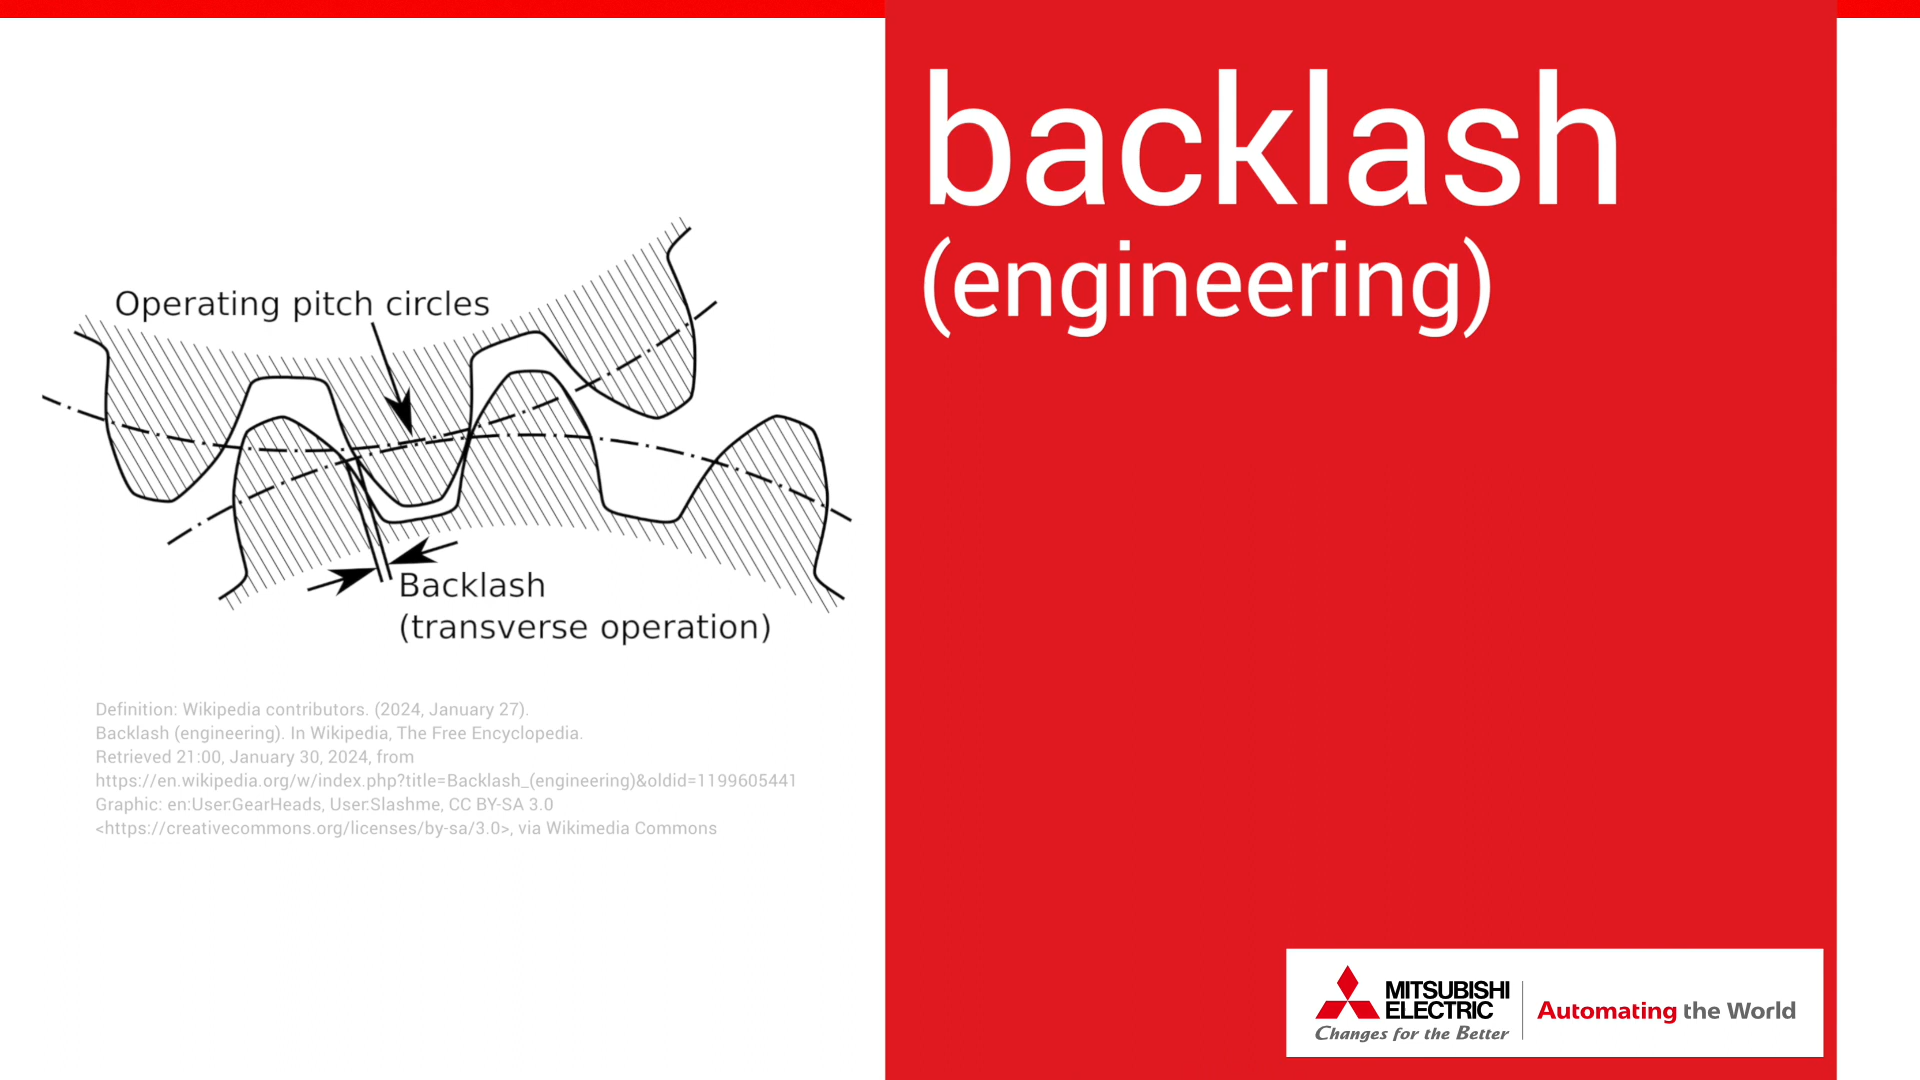 backlash
(engineering)
Operating pitch circles
Backlash
(transverse operation)
Definition: Wikipedia contributors. (2024, January 27).
Backlash (engineering). In Wikipedia, The Free Encyclopedia.
Retrieved 21:00, January 30, 2024, from
https://en.wikipedia.org/w/index.php?title=Backlash_(engineering)&oldid=1199605441
Graphic: en:User:GearHeads, User:Slashme, CC BY-SA 3.0
<https://creativecommons.org/licenses/by-sa/3.0>, via Wikimedia Commons
MITSUBISHI
ELECTRIC
Changes for the Better
Automating the World